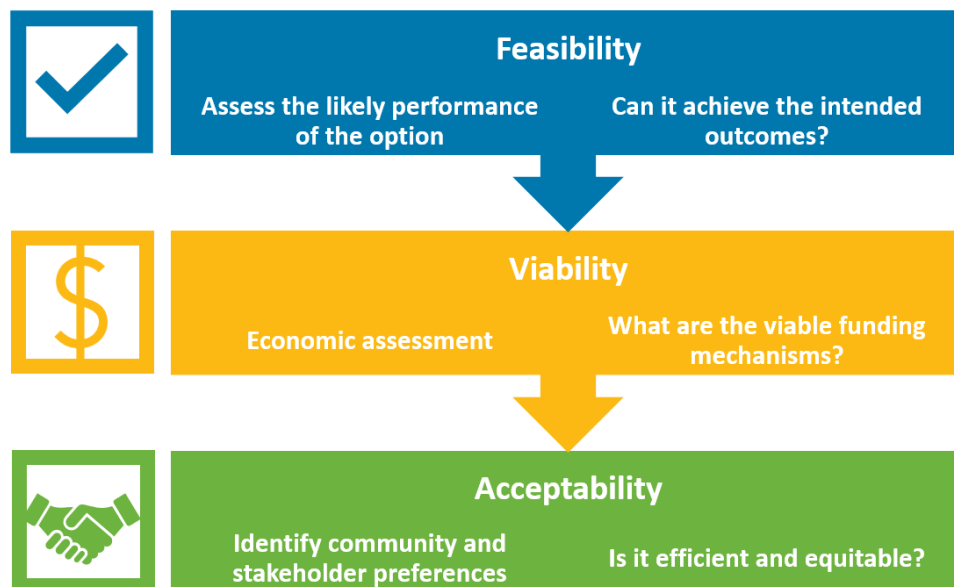 Feasibility
Assess the likely performance
of the option
Can it achieve the intended
outcomes?
Viability
Economic assessment
What are the viable funding
mechanisms?
Acceptability
Identify community and
stakeholder preferences
Is it efficient and equitable?